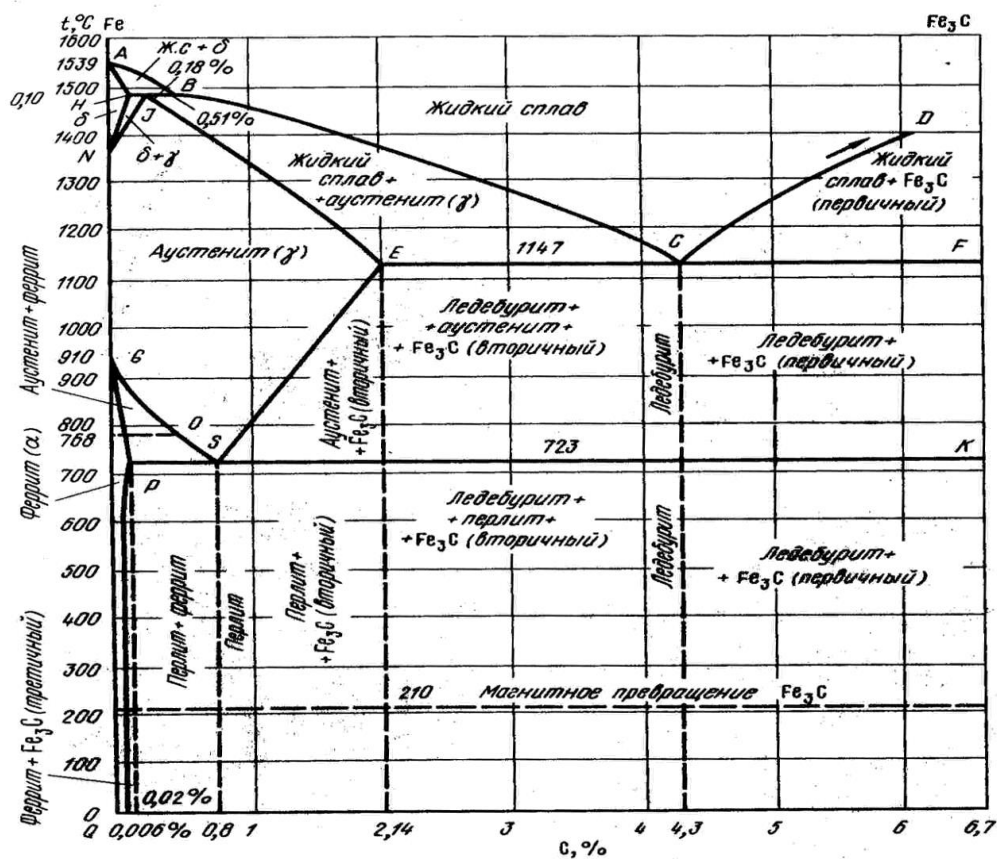 t,°C Fe
Fe₃C
1600
A
Ж.с + δ
1539
0,18 %
1500
B
0,10
H
Жидкий сплав
δ
J
0,51%
D
1400
δ+γ
N
Жидкий
сплав+
+аустенит (γ)
Жидкий
сплав + Fe₃C
(первичный)
1300
1200
Аустенит (γ)
E
1147
C
F
1100
Аустенит + феррит
Ледебурит+
+аустенит+
+ Fe₃C (вторичный)
Ледебурит+
+ Fe₃C (первичный)
1000
910
G
900
Аустенит+
+Fe₃C (вторичный)
Ледебурит
800
O
768
S
723
K
Феррит (α)
700
P
Ледебурит+
+ перлит+
+ Fe₃C (вторичный)
600
Перлит + феррит
Перлит
Перлит+
+ Fe₃C (вторичный)
Ледебурит
Ледебурит+
+ Fe₃C (первичный)
500
400
Феррит + Fe₃C (третичный)
300
210 Магнитное превращение Fe₃C
200
100
0,02%
0
Q 0,006% 0,8 1 2,14 3 4 4,3 5 6 6,7
C, %